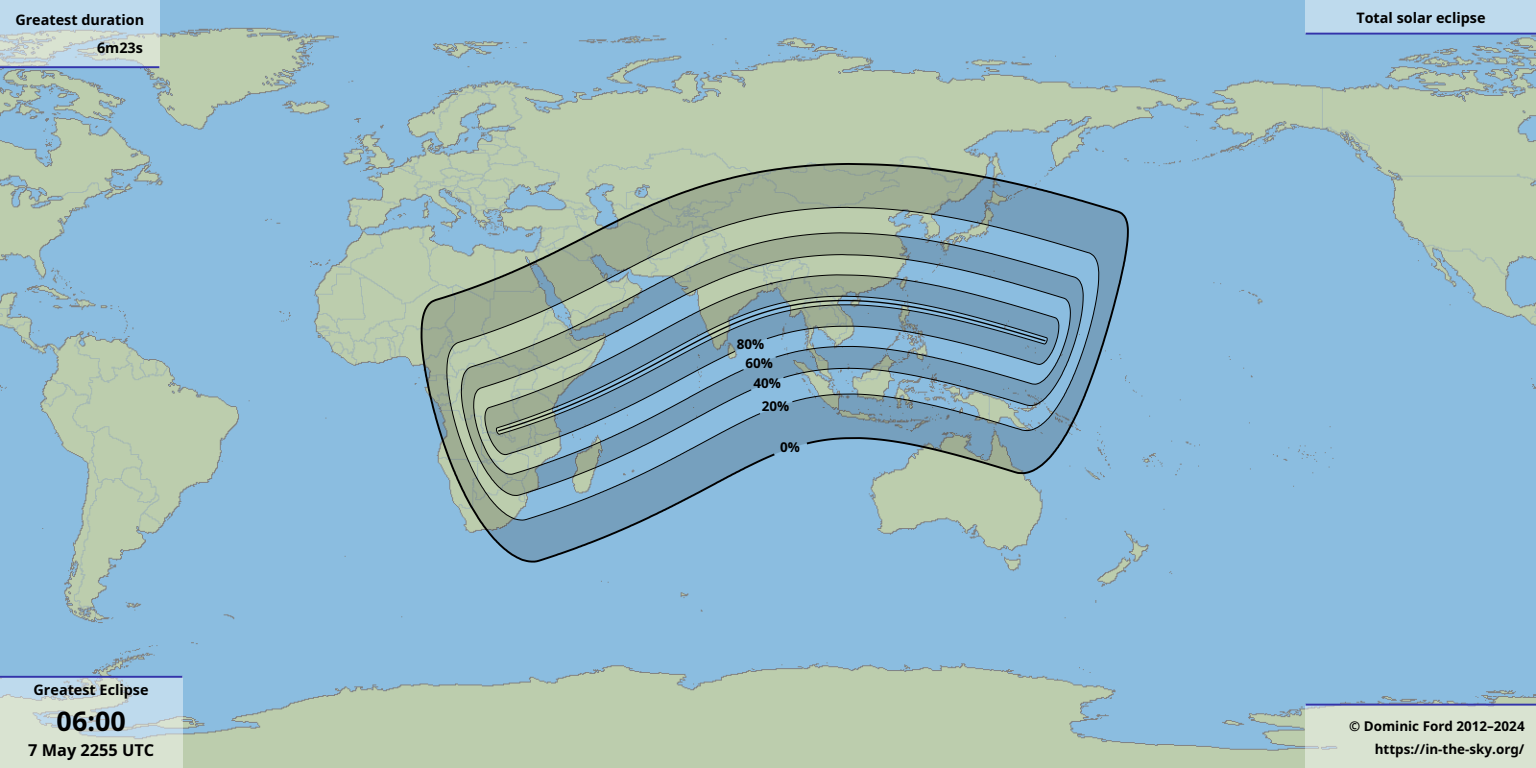 Greatest duration
6m23s
Total solar eclipse
80%
60%
40%
20%
0%
Greatest Eclipse
06:00
7 May 2255 UTC
© Dominic Ford 2012–2024
https://in-the-sky.org/